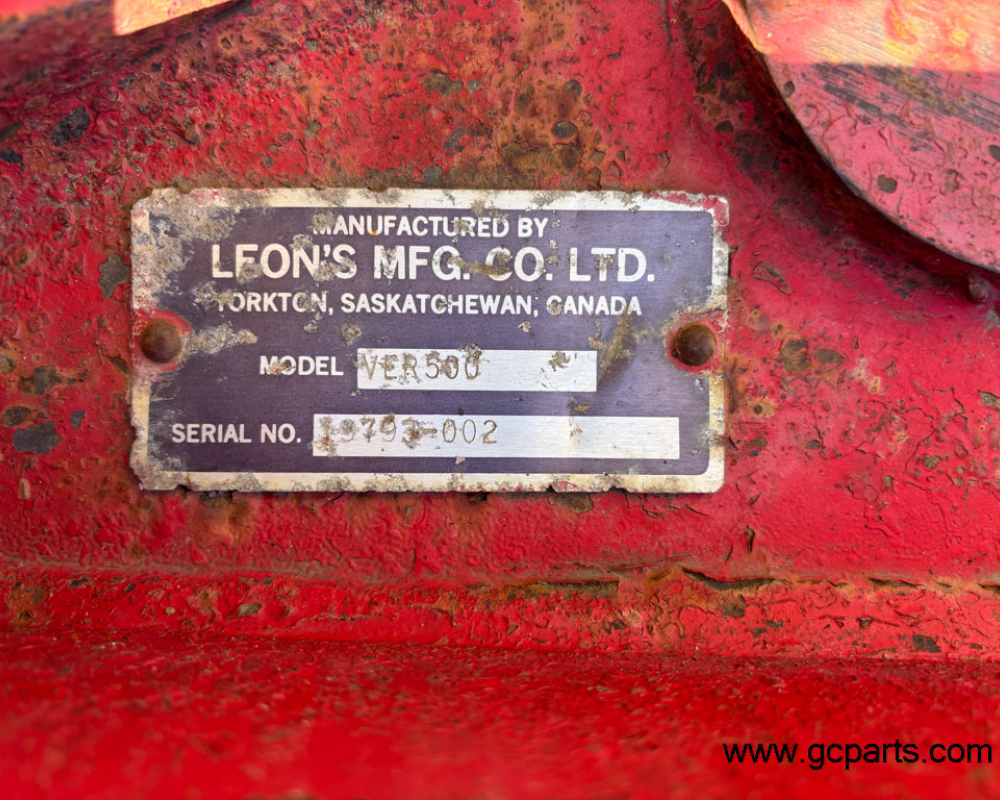 MANUFACTURED BY
LEON'S MFG. CO. LTD.
YORKTON, SASKATCHEWAN, CANADA
MODEL VER500
SERIAL NO. 19793-002
www.gcparts.com